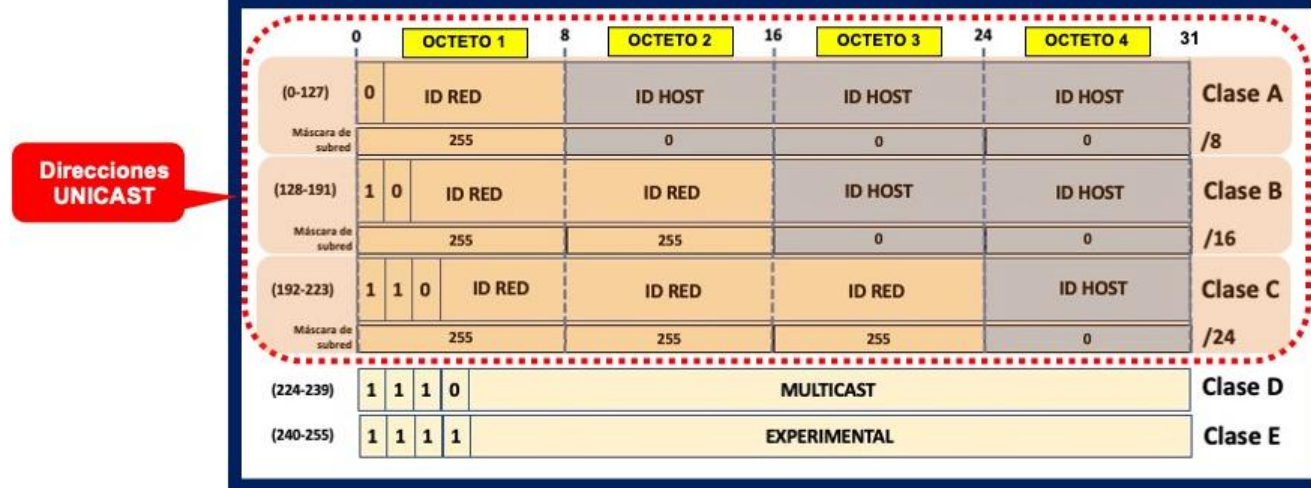 0 OCTETO 1 8 OCTETO 2 16 OCTETO 3 24 OCTETO 4 31
(0-127) 0 ID RED ID HOST ID HOST ID HOST Clase A
Máscara de
subred 255 0 0 0 /8
Direcciones
UNICAST
(128-191) 1 0 ID RED ID RED ID HOST ID HOST Clase B
Máscara de
subred 255 255 0 0 /16
(192-223) 1 1 0 ID RED ID RED ID RED ID HOST Clase C
Máscara de
subred 255 255 255 0 /24
(224-239) 1 1 1 0 MULTICAST Clase D
(240-255) 1 1 1 1 EXPERIMENTAL Clase E